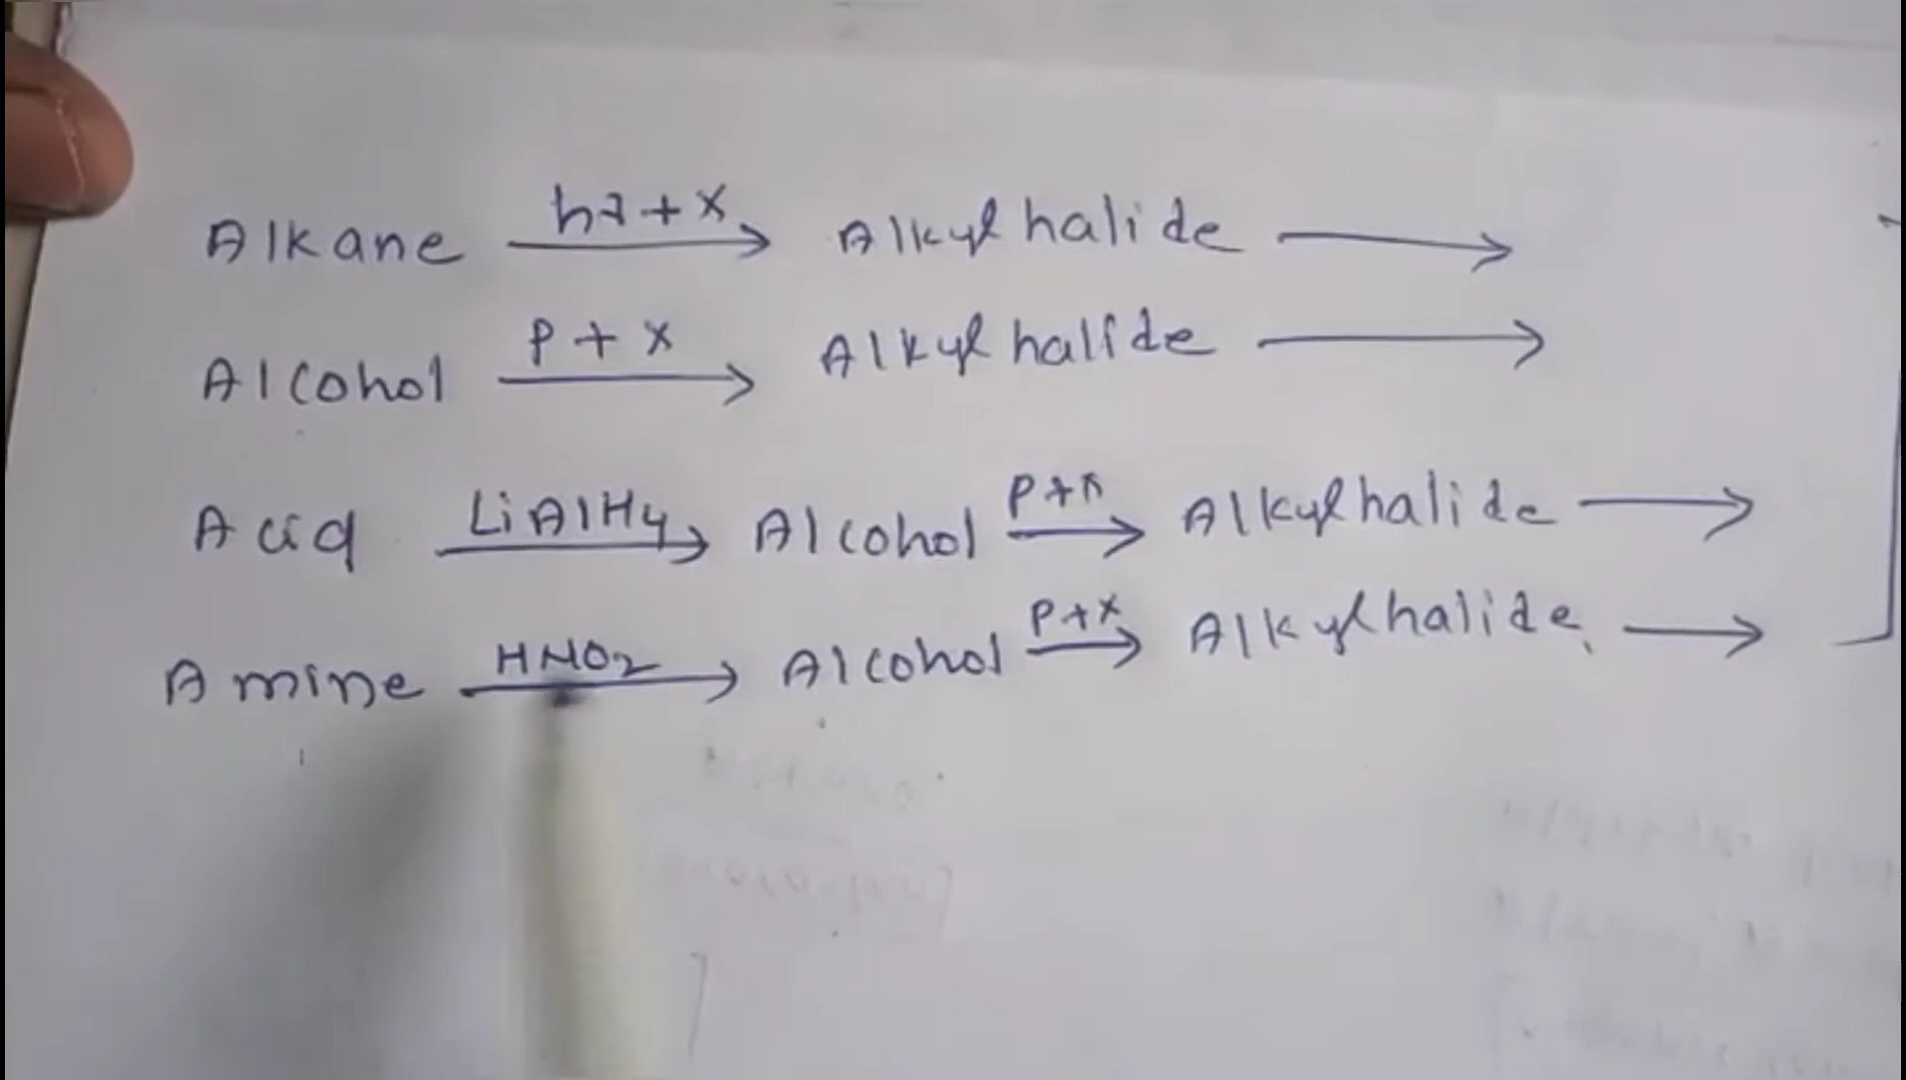 Alkane hν+X → Alkyl halide →
Alcohol P+X → Alkyl halide →
Acid LiAlH4 → Alcohol P+X → Alkyl halide →
Amine HNO2 → Alcohol P+X → Alkyl halide →